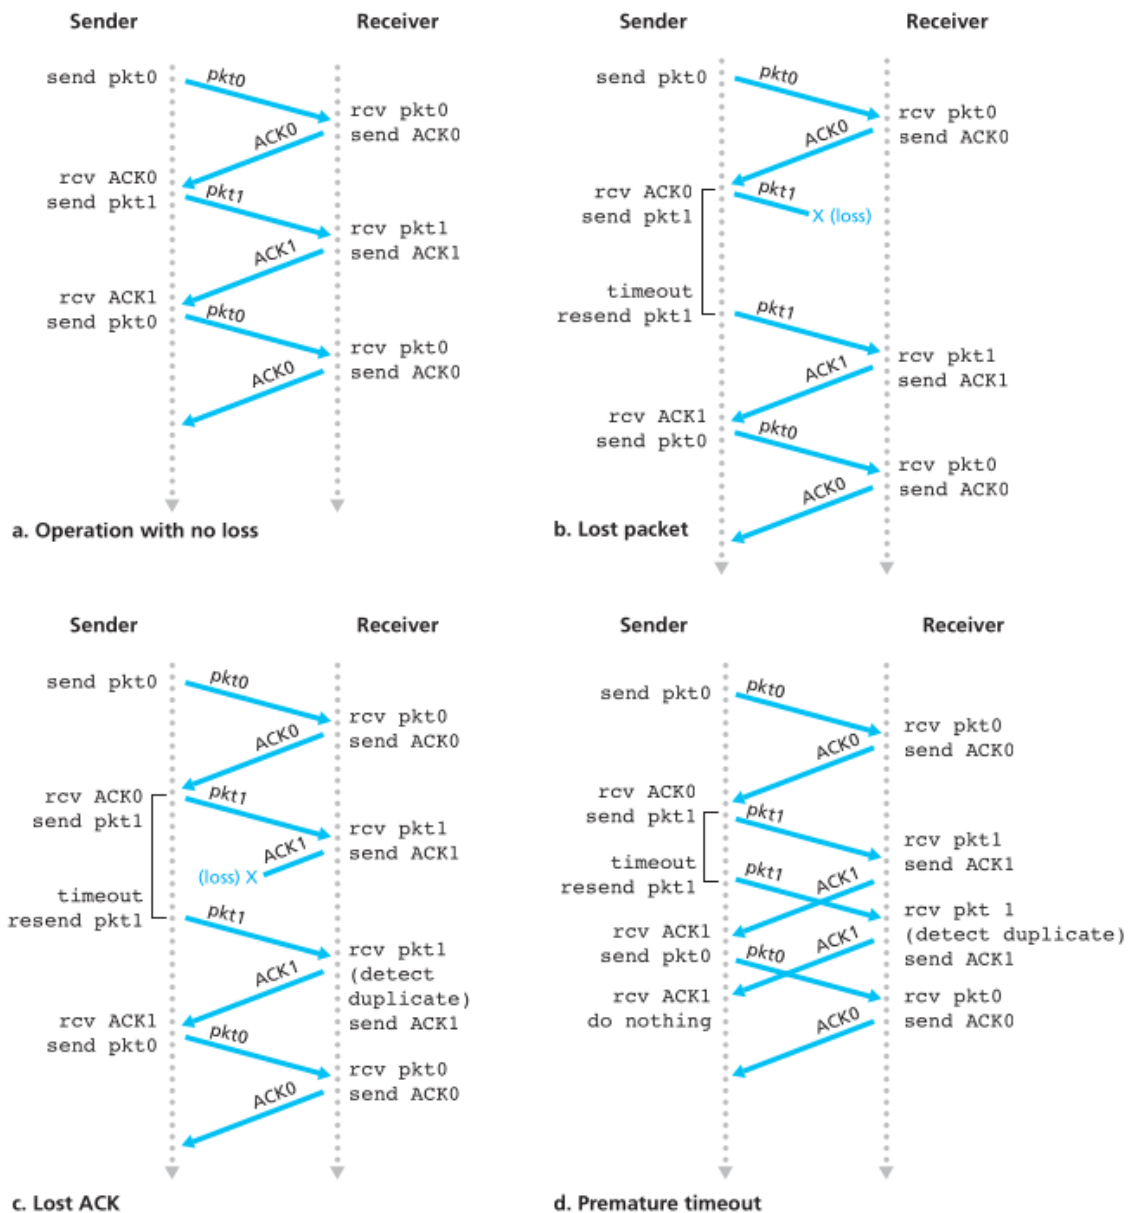 Sender Receiver
send pkt0
pkt0
rcv pkt0
send ACK0
ACK0
rcv ACK0
send pkt1
pkt1
rcv pkt1
send ACK1
ACK1
rcv ACK1
send pkt0
pkt0
rcv pkt0
send ACK0
ACK0
a. Operation with no loss
Sender Receiver
send pkt0
pkt0
rcv pkt0
send ACK0
ACK0
rcv ACK0
send pkt1
pkt1
X (loss)
timeout
resend pkt1
pkt1
rcv pkt1
send ACK1
ACK1
rcv ACK1
send pkt0
pkt0
rcv pkt0
send ACK0
ACK0
b. Lost packet
Sender Receiver
send pkt0
pkt0
rcv pkt0
send ACK0
ACK0
rcv ACK0
send pkt1
pkt1
rcv pkt1
send ACK1
ACK1
(loss) X
timeout
resend pkt1
pkt1
rcv pkt1
(detect
duplicate)
send ACK1
ACK1
rcv ACK1
send pkt0
pkt0
rcv pkt0
send ACK0
ACK0
c. Lost ACK
Sender Receiver
send pkt0
pkt0
rcv pkt0
send ACK0
ACK0
rcv ACK0
send pkt1
pkt1
rcv pkt1
send ACK1
ACK1
timeout
resend pkt1
pkt1
rcv pkt 1
(detect duplicate)
send ACK1
ACK1
rcv ACK1
send pkt0
pkt0
rcv ACK1
do nothing
rcv pkt0
send ACK0
ACK0
d. Premature timeout